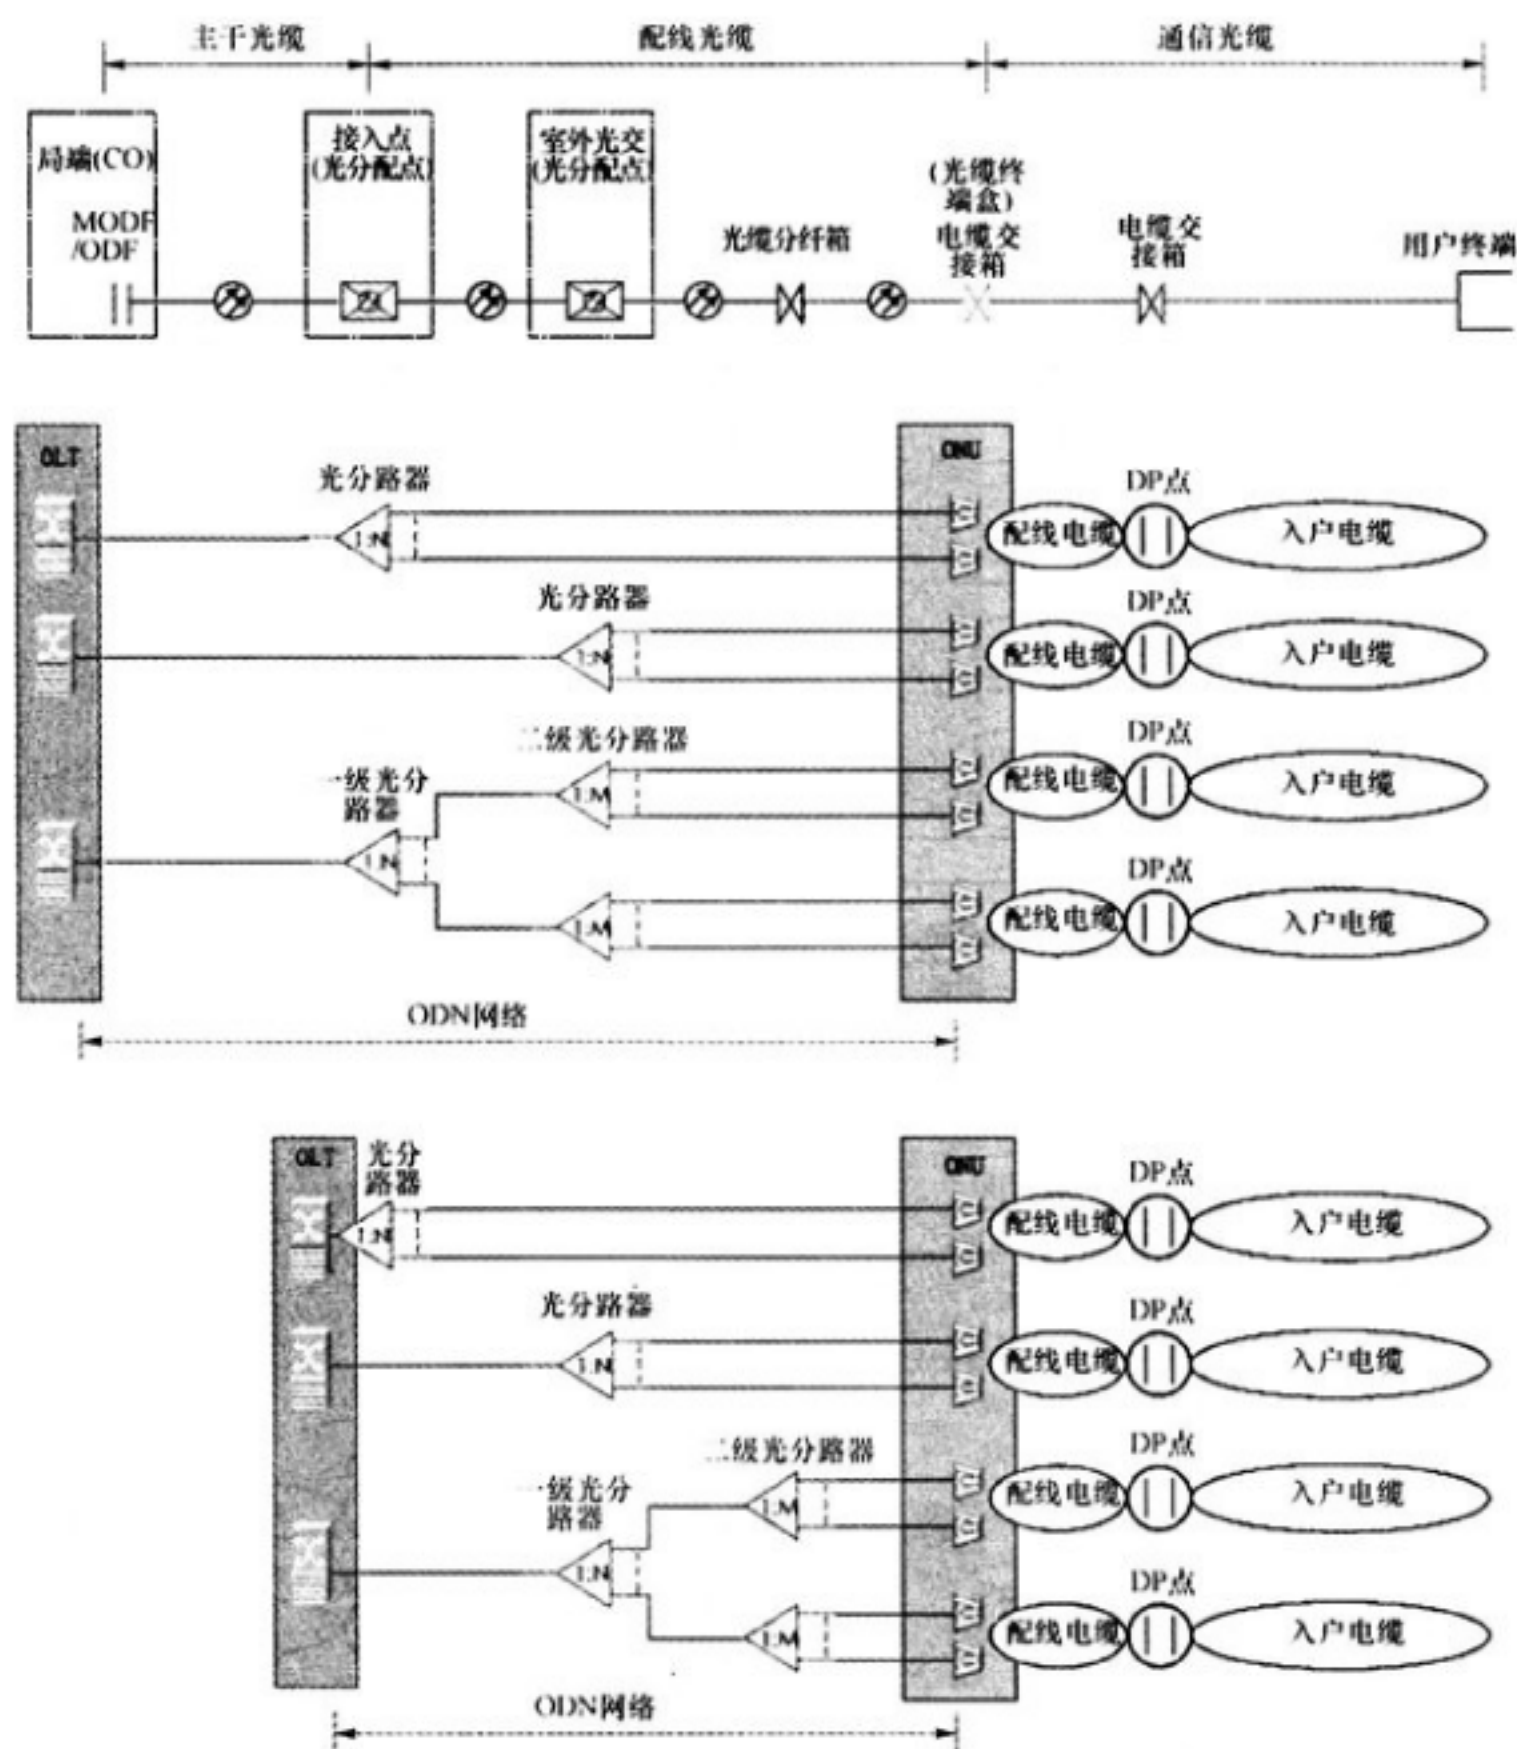 主干光缆
配线光缆
通信光缆
局端(CO)
MODF
/ODF
接入点
(光分配点)
室外光交
(光分配点)
光缆分纤箱
(光缆终
端盒)
电缆交
接箱
电缆交
接箱
用户终端
OLT
光分路器
1:N
ONU
DP点
配线电缆
入户电缆
光分路器
1:N
DP点
配线电缆
入户电缆
二级光分路器
1:M
DP点
配线电缆
入户电缆
一级光分
路器
1:N
1:M
DP点
配线电缆
入户电缆
ODN网络
OLT
光分
路器
1:N
ONU
DP点
配线电缆
入户电缆
光分路器
1:N
DP点
配线电缆
入户电缆
二级光分路器
1:M
DP点
配线电缆
入户电缆
一级光分
路器
1:N
1:M
DP点
配线电缆
入户电缆
ODN网络